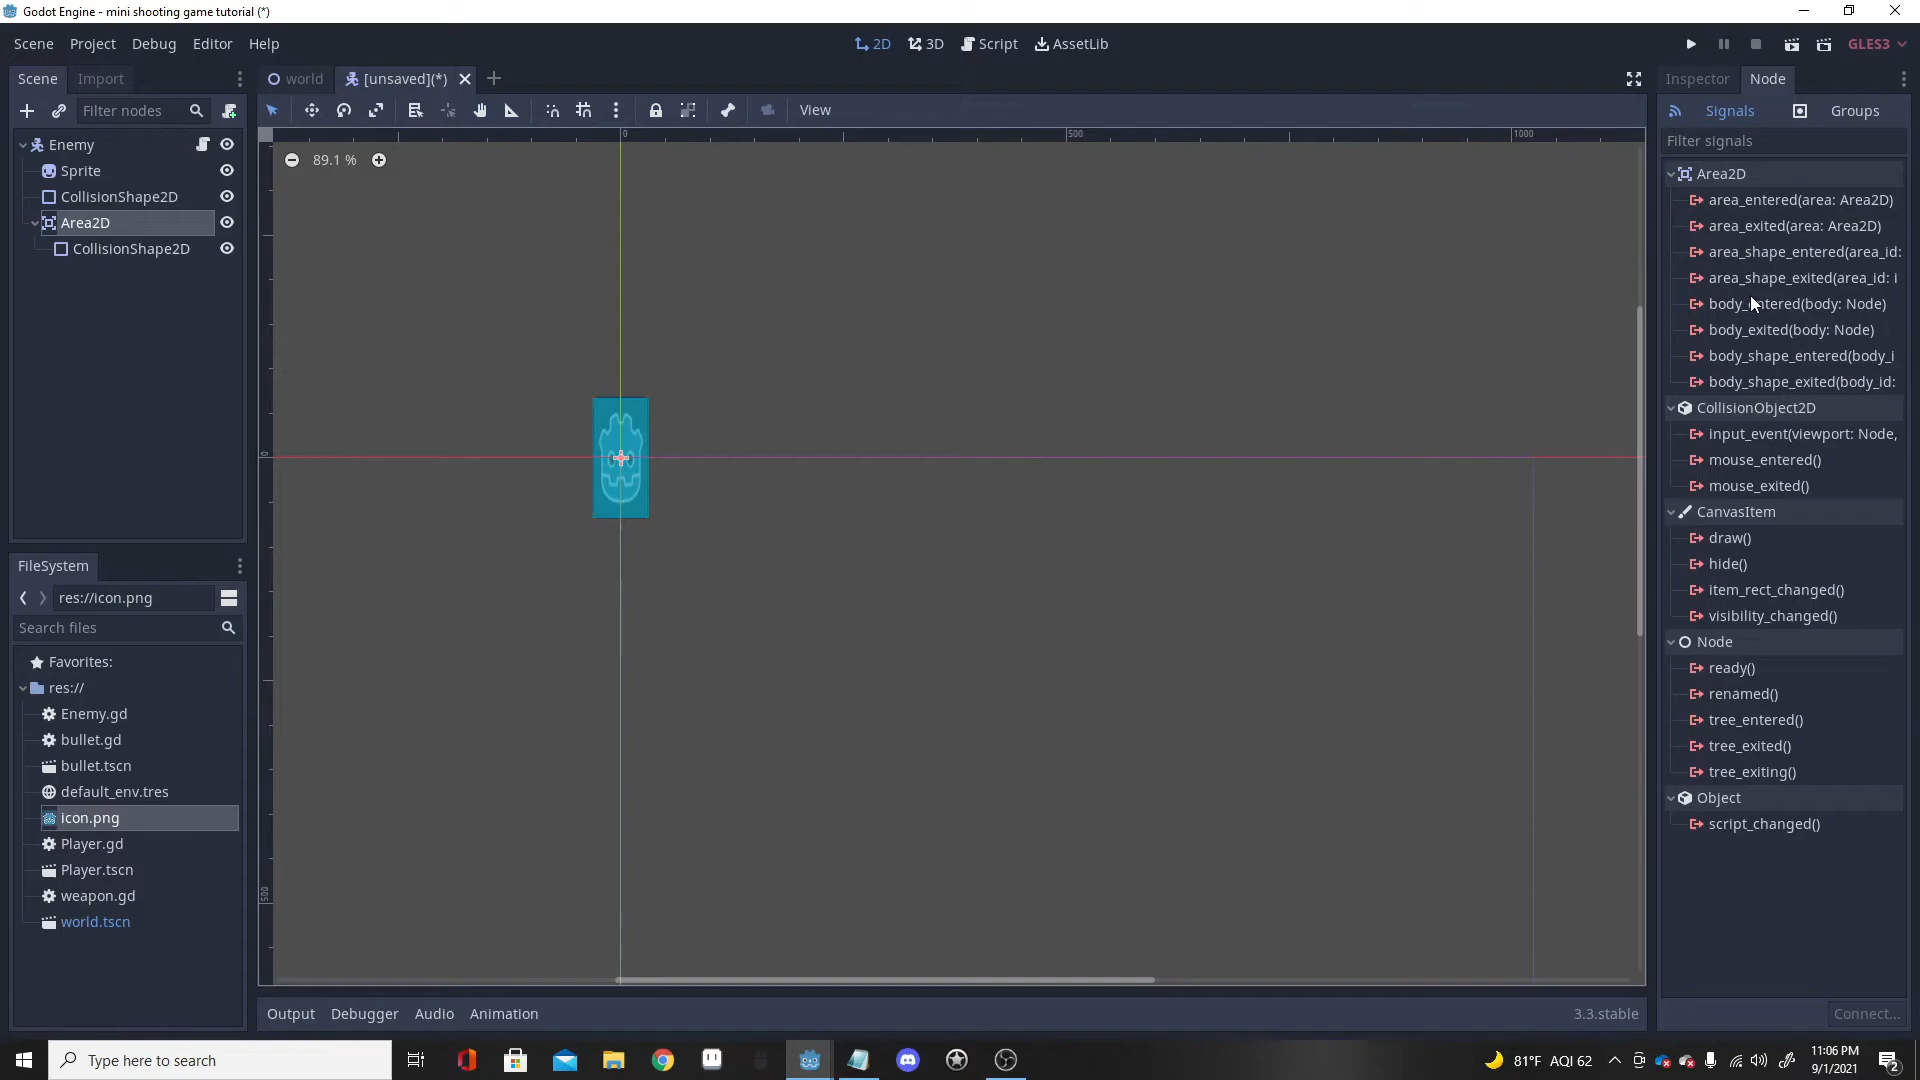 Godot Engine - mini shooting game tutorial (*)
Scene Project Debug Editor Help
2D 3D Script AssetLib
GLES3
Scene Import
world [unsaved](*)
Inspector Node
Filter nodes
View
Signals Groups
Filter signals
Enemy
Sprite
CollisionShape2D
Area2D
CollisionShape2D
0 500 1000
89.1 %
0
500
Area2D
area_entered(area: Area2D)
area_exited(area: Area2D)
area_shape_entered(area_id:
area_shape_exited(area_id: i
body_entered(body: Node)
body_exited(body: Node)
body_shape_entered(body_i
body_shape_exited(body_id:
CollisionObject2D
input_event(viewport: Node,
mouse_entered()
mouse_exited()
CanvasItem
draw()
hide()
item_rect_changed()
visibility_changed()
Node
ready()
renamed()
tree_entered()
tree_exited()
tree_exiting()
Object
script_changed()
Connect...
FileSystem
res://icon.png
Search files
Favorites:
res://
Enemy.gd
bullet.gd
bullet.tscn
default_env.tres
icon.png
Player.gd
Player.tscn
weapon.gd
world.tscn
Output Debugger Audio Animation
3.3.stable
Type here to search
81°F AQI 62
11:06 PM
9/1/2021
2